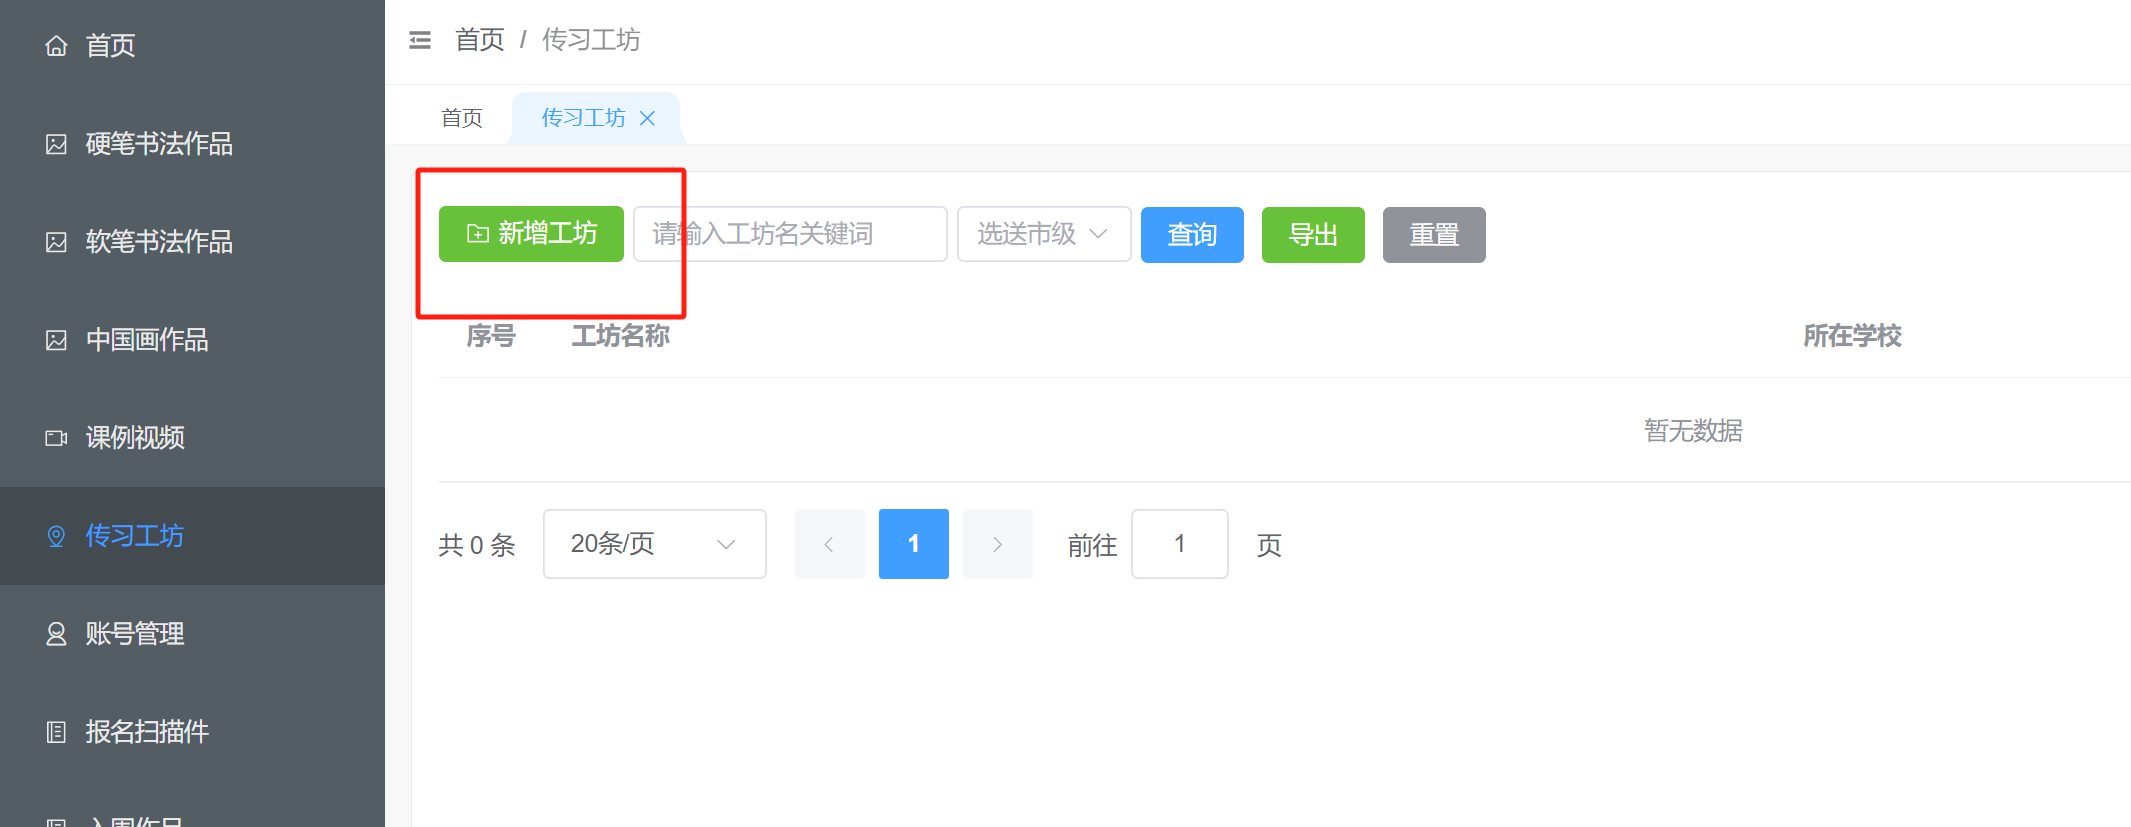 首页
硬笔书法作品
软笔书法作品
中国画作品
课例视频
传习工坊
账号管理
报名扫描件
入围作品
首页 / 传习工坊
首页 传习工坊
新增工坊 请输入工坊名关键词 选送市级 查询 导出 重置
序号 工坊名称 所在学校
暂无数据
共 0 条 20条/页 1 前往 1 页